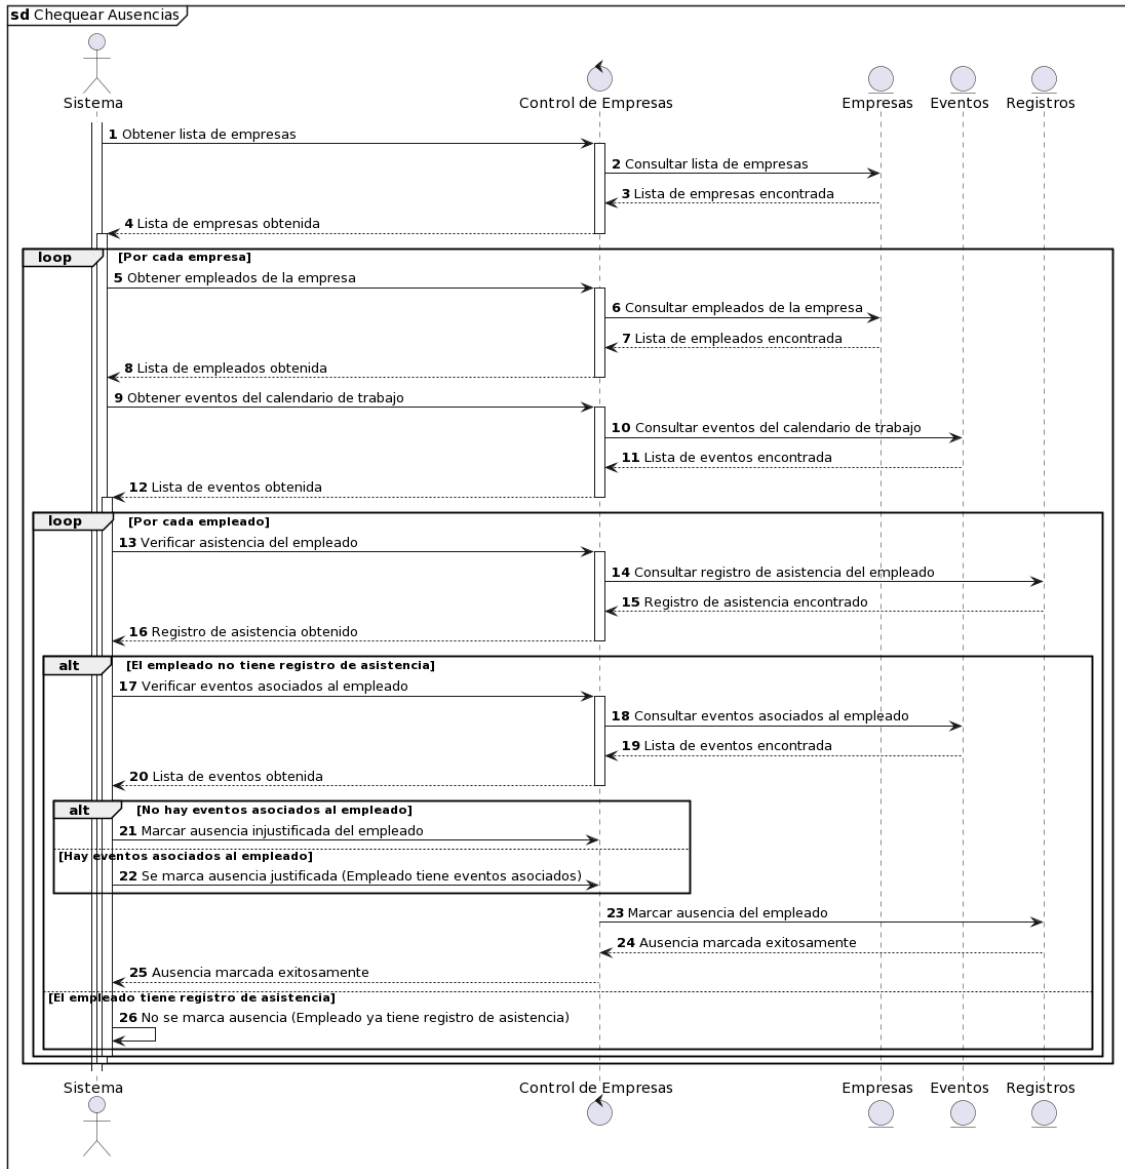 sd Chequear Ausencias
Sistema
Control de Empresas
Empresas
Eventos
Registros
1 Obtener lista de empresas
2 Consultar lista de empresas
3 Lista de empresas encontrada
4 Lista de empresas obtenida
loop [Por cada empresa]
5 Obtener empleados de la empresa
6 Consultar empleados de la empresa
7 Lista de empleados encontrada
8 Lista de empleados obtenida
9 Obtener eventos del calendario de trabajo
10 Consultar eventos del calendario de trabajo
11 Lista de eventos encontrada
12 Lista de eventos obtenida
loop [Por cada empleado]
13 Verificar asistencia del empleado
14 Consultar registro de asistencia del empleado
15 Registro de asistencia encontrado
16 Registro de asistencia obtenido
alt [El empleado no tiene registro de asistencia]
17 Verificar eventos asociados al empleado
18 Consultar eventos asociados al empleado
19 Lista de eventos encontrada
20 Lista de eventos obtenida
alt [No hay eventos asociados al empleado]
21 Marcar ausencia injustificada del empleado
[Hay eventos asociados al empleado]
22 Se marca ausencia justificada (Empleado tiene eventos asociados)
23 Marcar ausencia del empleado
24 Ausencia marcada exitosamente
25 Ausencia marcada exitosamente
[El empleado tiene registro de asistencia]
26 No se marca ausencia (Empleado ya tiene registro de asistencia)
Sistema
Control de Empresas
Empresas
Eventos
Registros